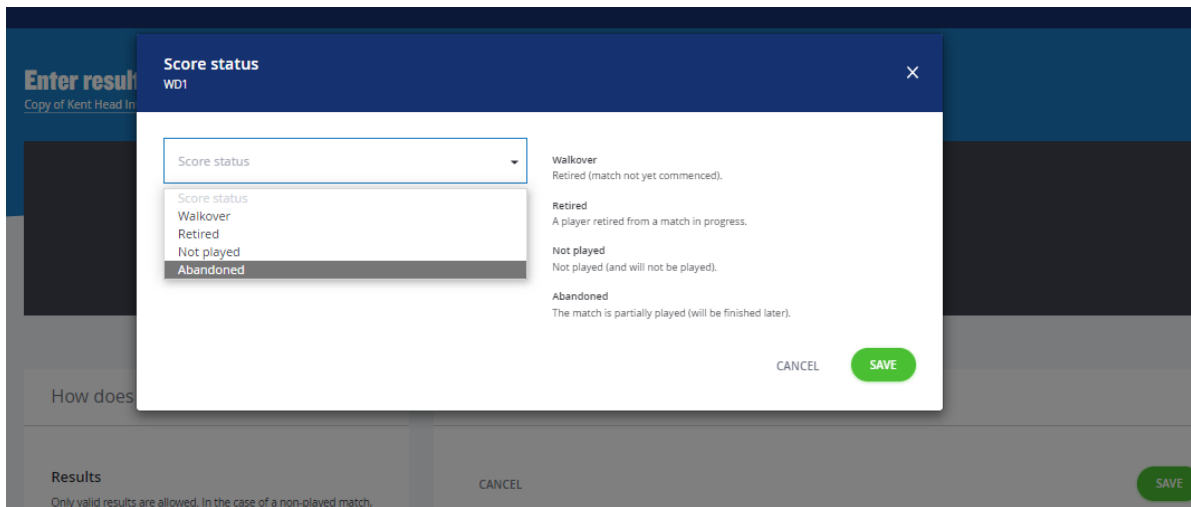 Enter result
Copy of Kent Head In
Score status
WD1
Score status
Score status
Walkover
Retired
Not played
Abandoned
Walkover
Retired (match not yet commenced).
Retired
A player retired from a match in progress.
Not played
Not played (and will not be played).
Abandoned
The match is partially played (will be finished later).
CANCEL
SAVE
How does
Results
Only valid results are allowed. In the case of a non-played match,
CANCEL
SAVE